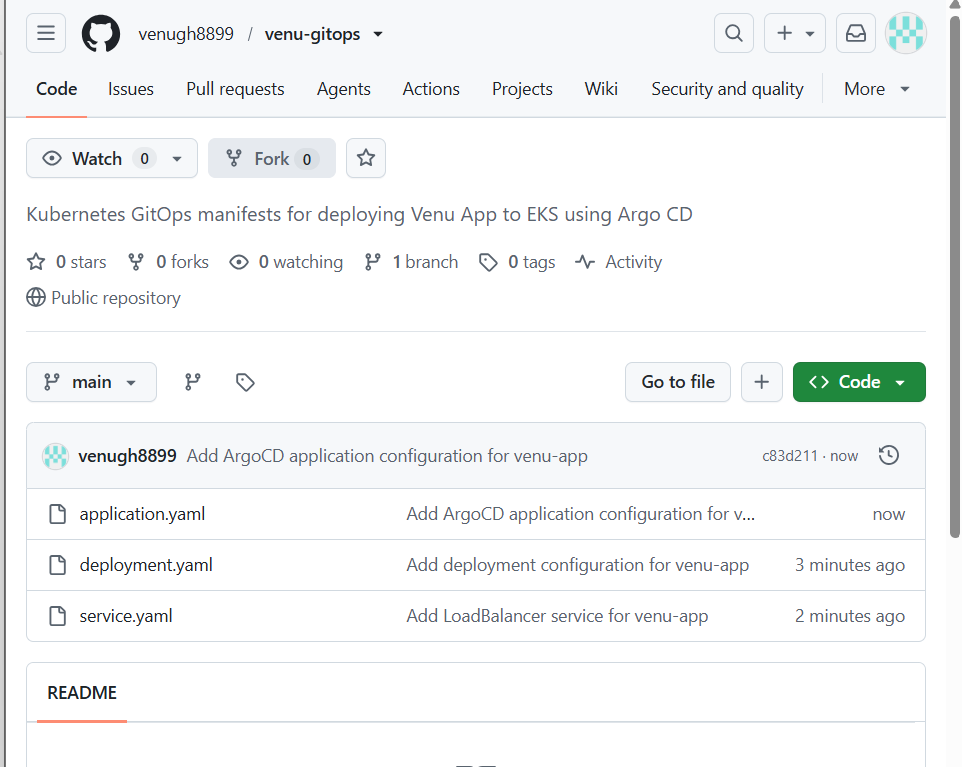 venugh8899 / venu-gitops
Code Issues Pull requests Agents Actions Projects Wiki Security and quality More
Watch 0 Fork 0
Kubernetes GitOps manifests for deploying Venu App to EKS using Argo CD
0 stars 0 forks 0 watching 1 branch 0 tags Activity
Public repository
main Go to file Code
venugh8899 Add ArgoCD application configuration for venu-app c83d211 · now
application.yaml Add ArgoCD application configuration for v... now
deployment.yaml Add deployment configuration for venu-app 3 minutes ago
service.yaml Add LoadBalancer service for venu-app 2 minutes ago
README